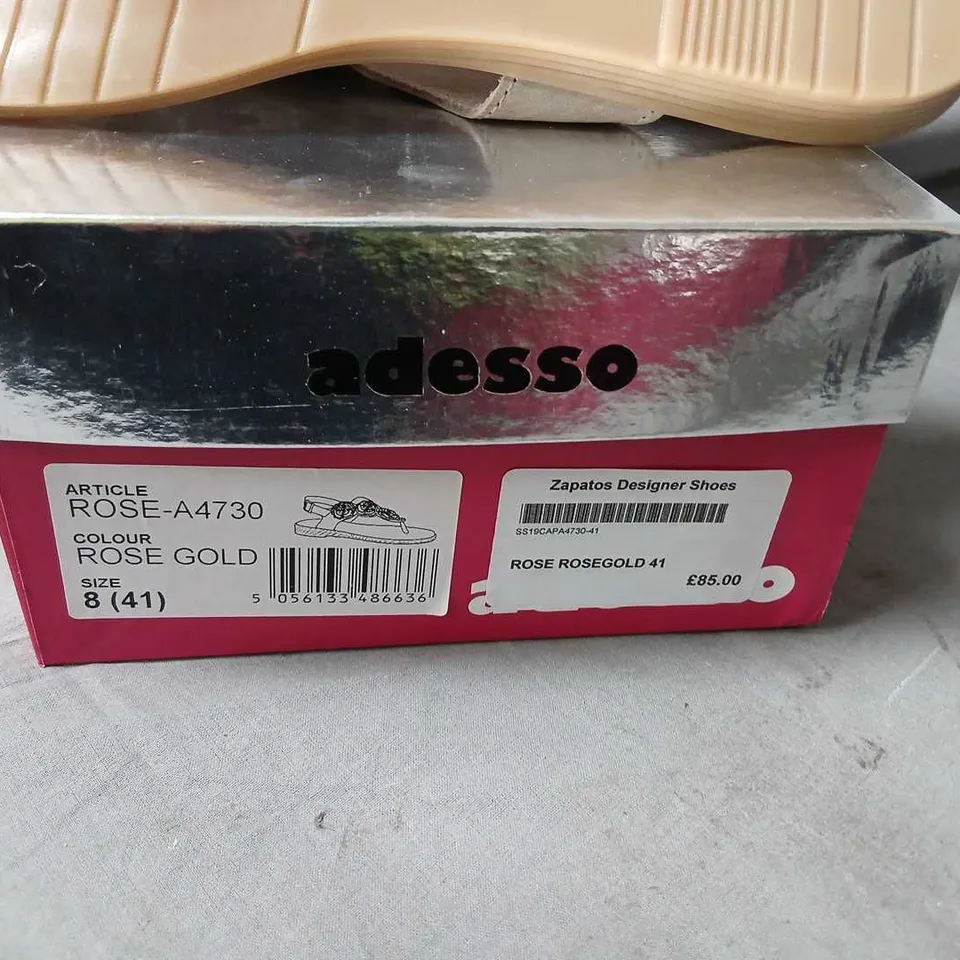 adesso
ARTICLE
ROSE-A4730
COLOUR
ROSE GOLD
SIZE
8 (41)
5 056133 486636
Zapatos Designer Shoes
SS19CAPA4730-41
ROSE ROSEGOLD 41
£85.00